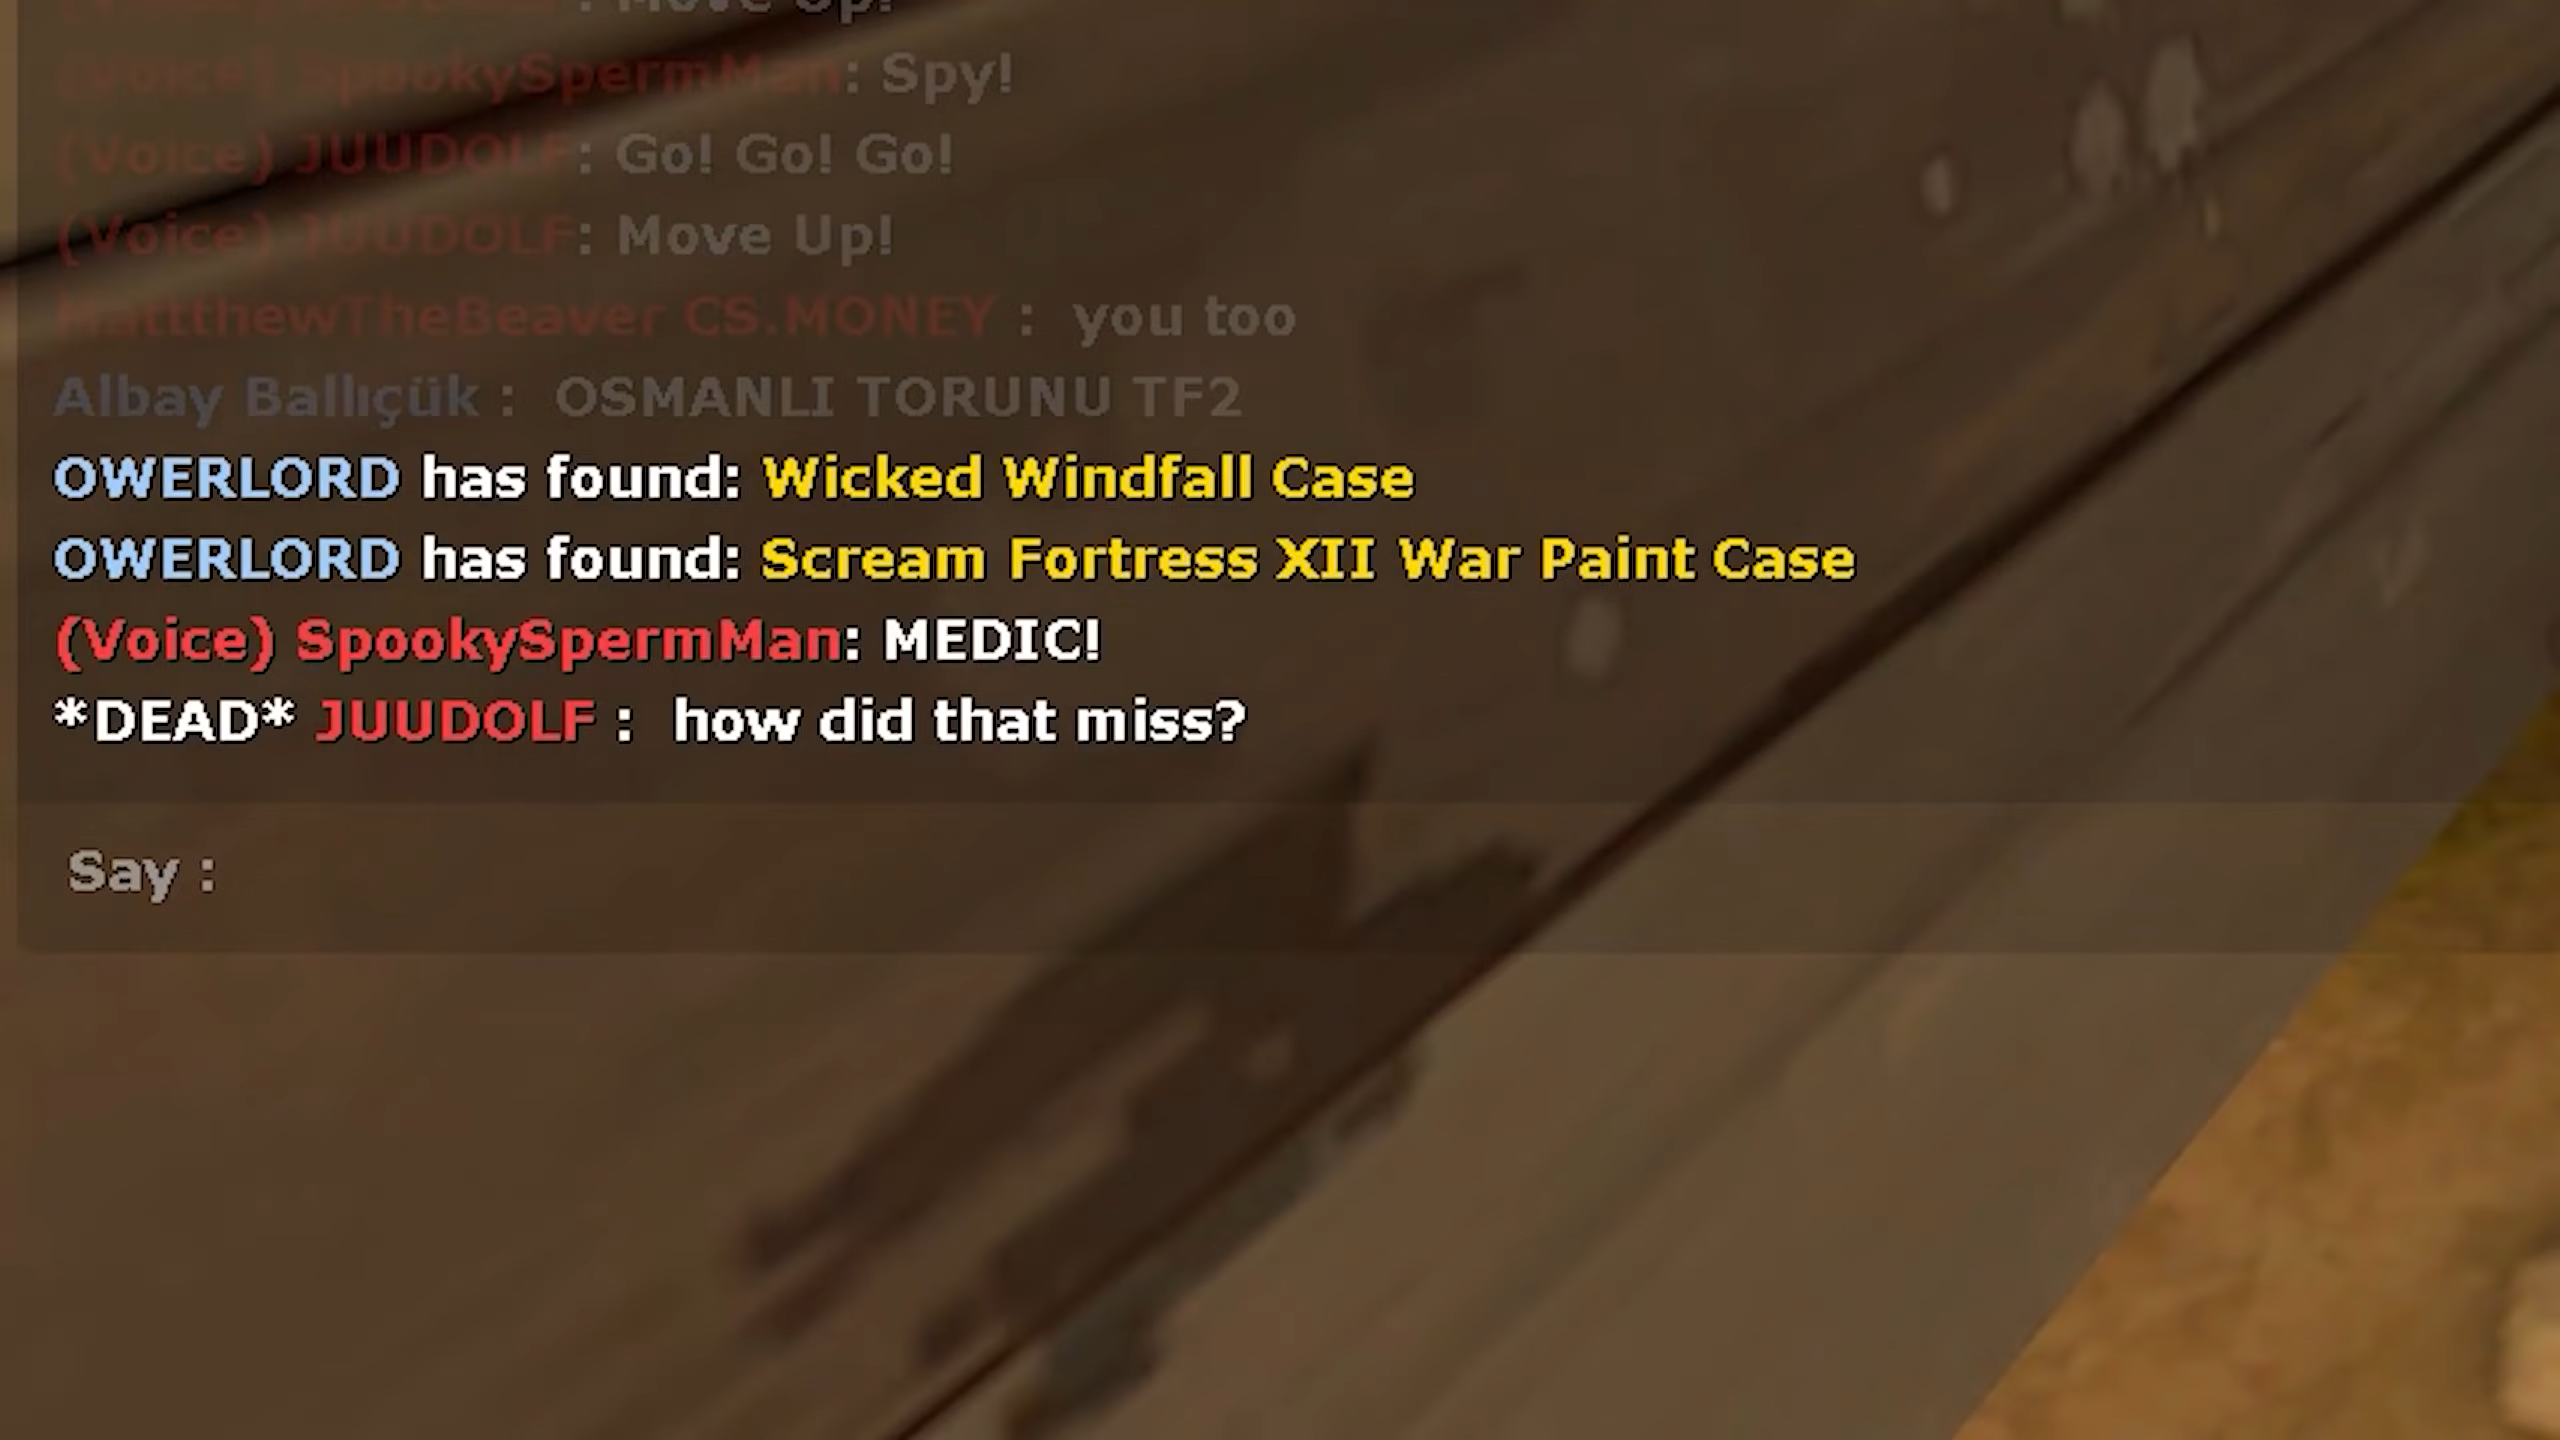 : Move Up!
(Voice) SpookySpermMan: Spy!
(Voice) JUUDOLF: Go! Go! Go!
(Voice) JUUDOLF: Move Up!
MattthewTheBeaver CS.MONEY : you too
Albay Ballıçük : OSMANLI TORUNU TF2
OWERLORD has found: Wicked Windfall Case
OWERLORD has found: Scream Fortress XII War Paint Case
(Voice) SpookySpermMan: MEDIC!
*DEAD* JUUDOLF : how did that miss?
Say :